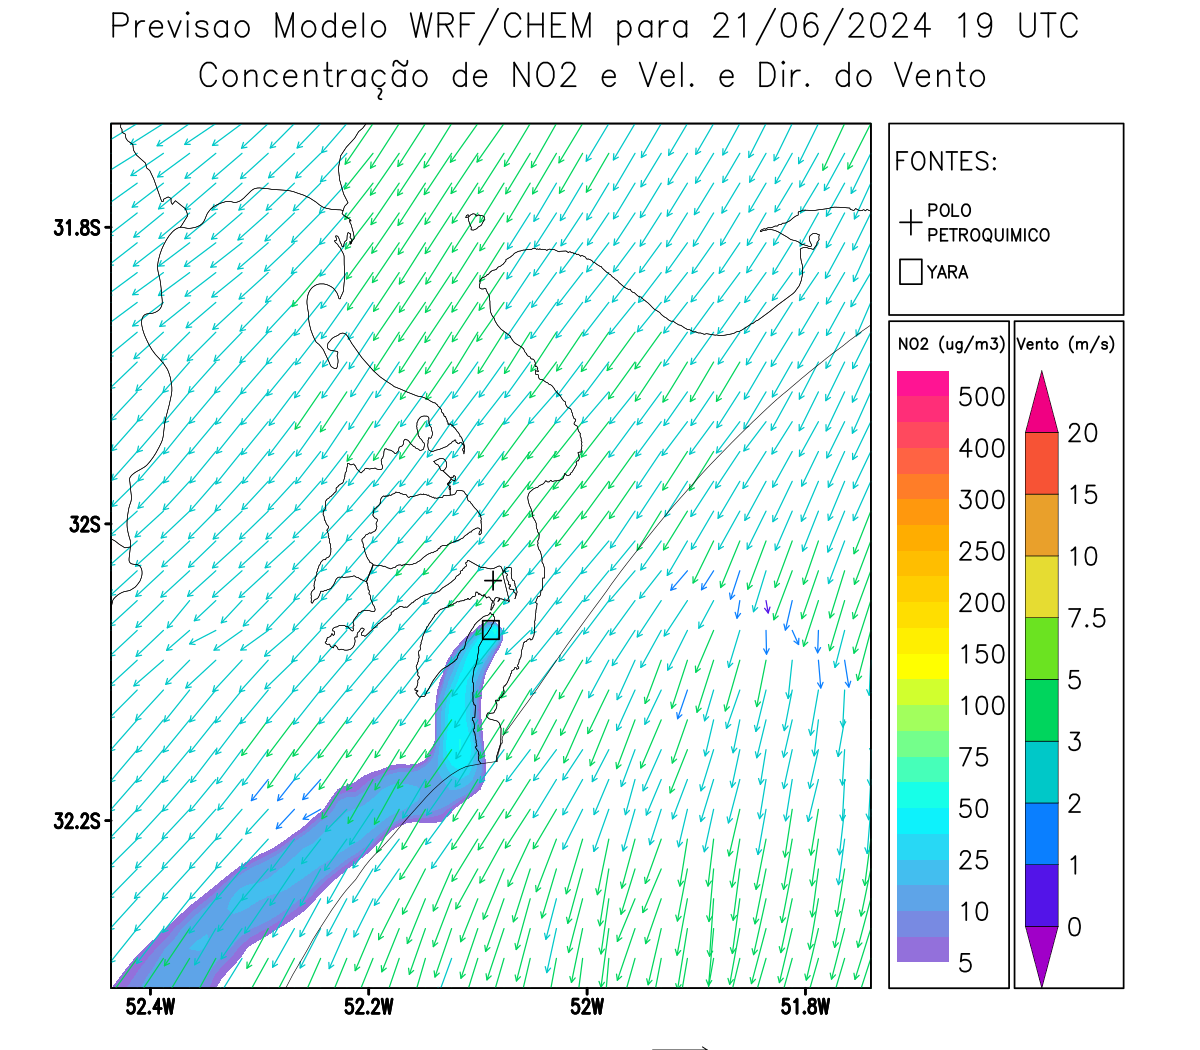 Previsao Modelo WRF/CHEM para 21/06/2024 19 UTC
Concentração de NO2 e Vel. e Dir. do Vento
FONTES:
POLO
PETROQUIMICO
YARA
NO2 (ug/m3)
500
400
300
250
200
150
100
75
50
25
10
5
Vento (m/s)
20
15
10
7.5
5
3
2
1
0
31.8S
32S
32.2S
52.4W
52.2W
52W
51.8W